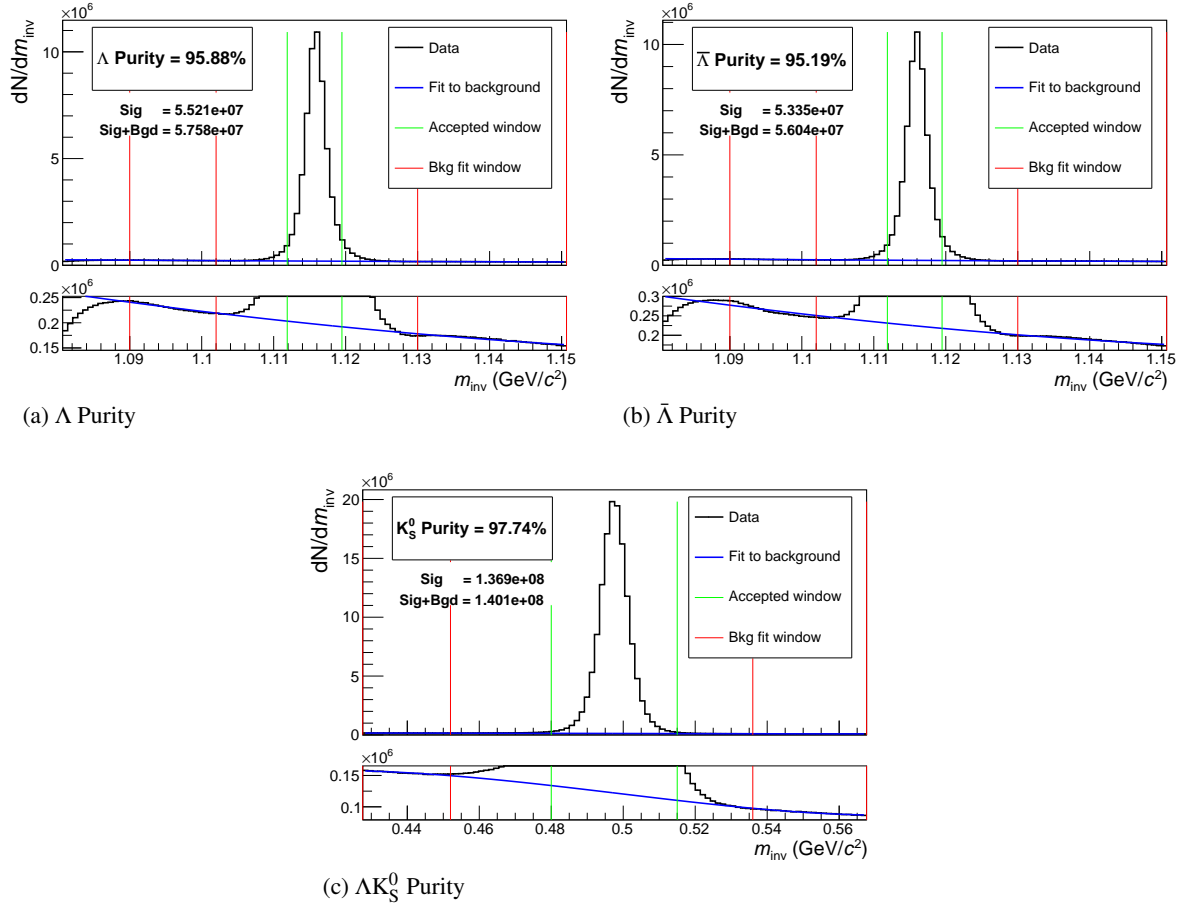 ×10⁶
Λ Purity = 95.88%
Sig = 5.521e+07
Sig+Bgd = 5.758e+07
Data
Fit to background
Accepted window
Bkg fit window
dN/dm_inv
10
5
0
×10⁶
0.25
0.2
0.15
1.09 1.1 1.11 1.12 1.13 1.14 1.15
m_inv (GeV/c²)
(a) Λ Purity
×10⁶
Λ̄ Purity = 95.19%
Sig = 5.335e+07
Sig+Bgd = 5.604e+07
Data
Fit to background
Accepted window
Bkg fit window
dN/dm_inv
10
5
0
×10⁶
0.3
0.2
1.09 1.1 1.11 1.12 1.13 1.14 1.15
m_inv (GeV/c²)
(b) Λ̄ Purity
×10⁶
K⁰_S Purity = 97.74%
Sig = 1.369e+08
Sig+Bgd = 1.401e+08
Data
Fit to background
Accepted window
Bkg fit window
dN/dm_inv
20
15
10
5
0
×10⁶
0.15
0.1
0.44 0.46 0.48 0.5 0.52 0.54 0.56
m_inv (GeV/c²)
(c) ΛK⁰_S Purity